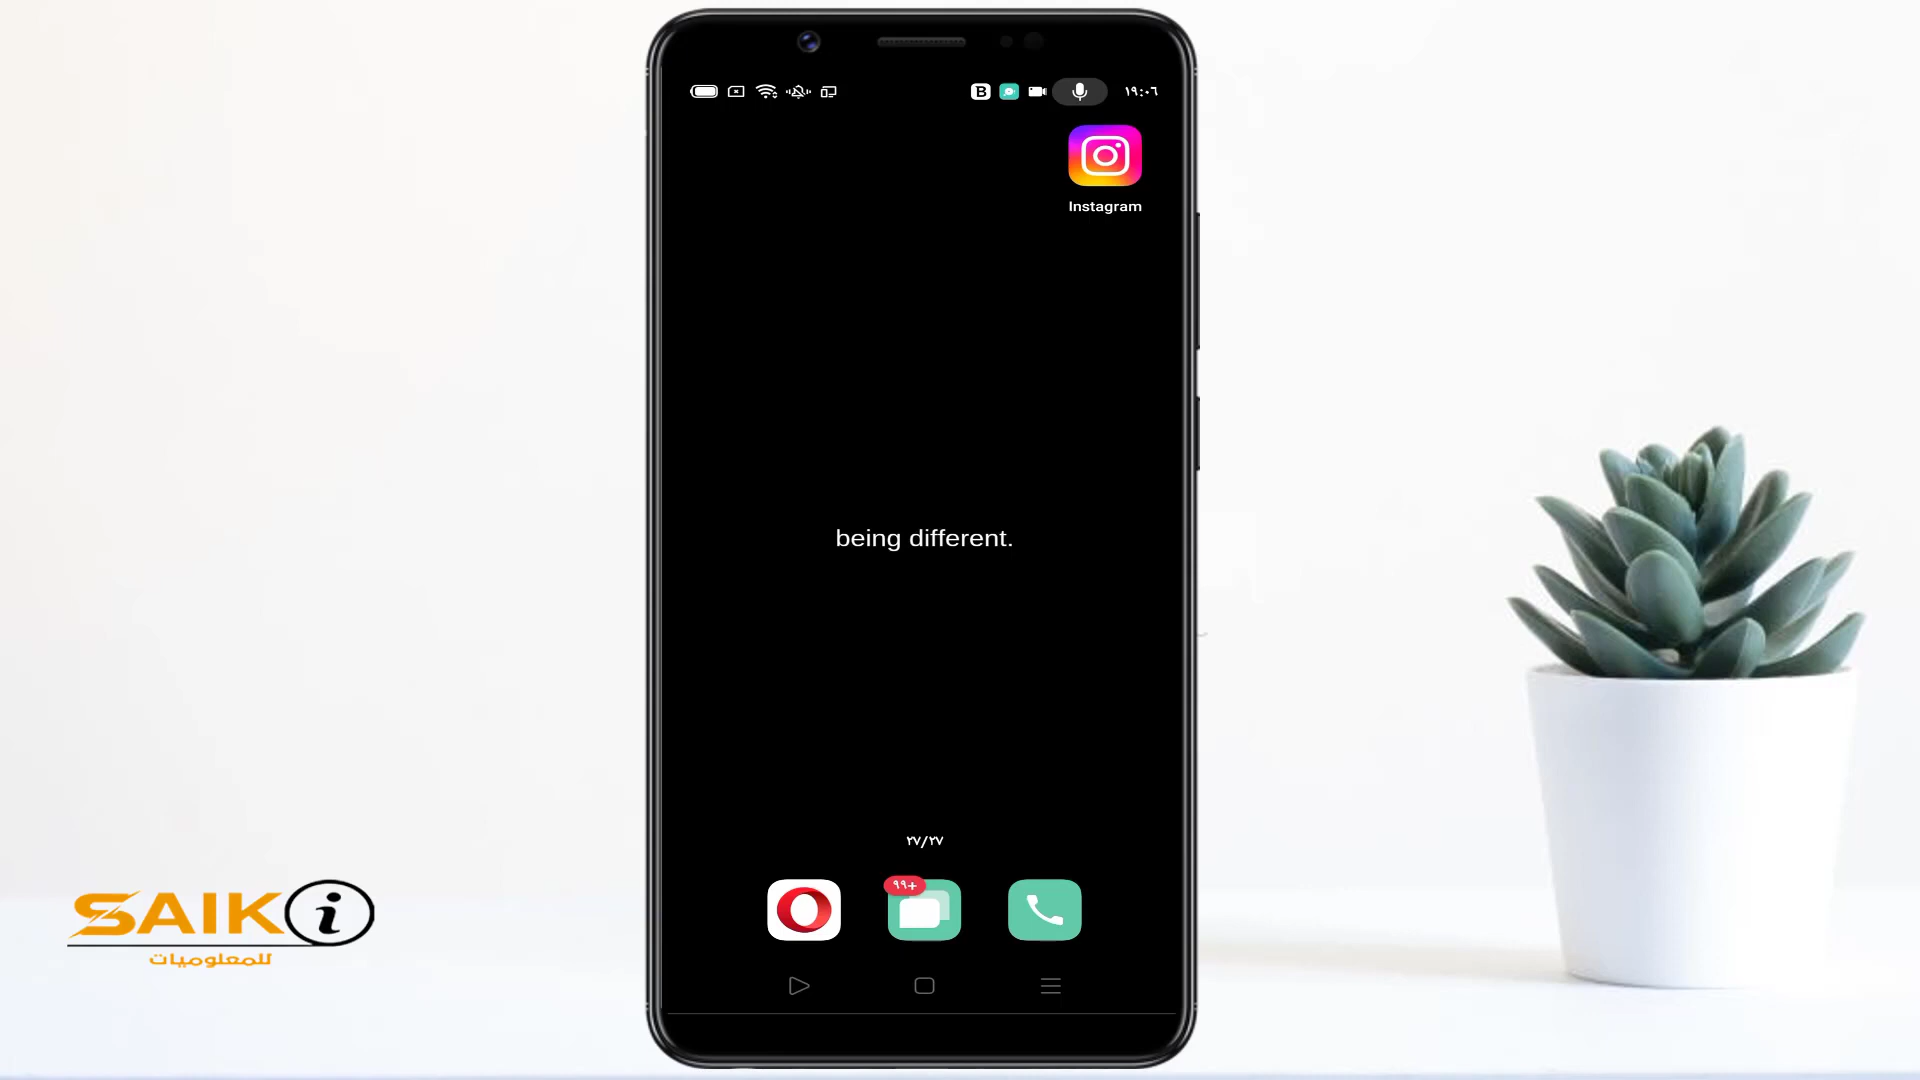 B
١٩:٠٦
Instagram
being different.
٢٧/٢٧
٩٩+
SAIKi
للمعلوميات